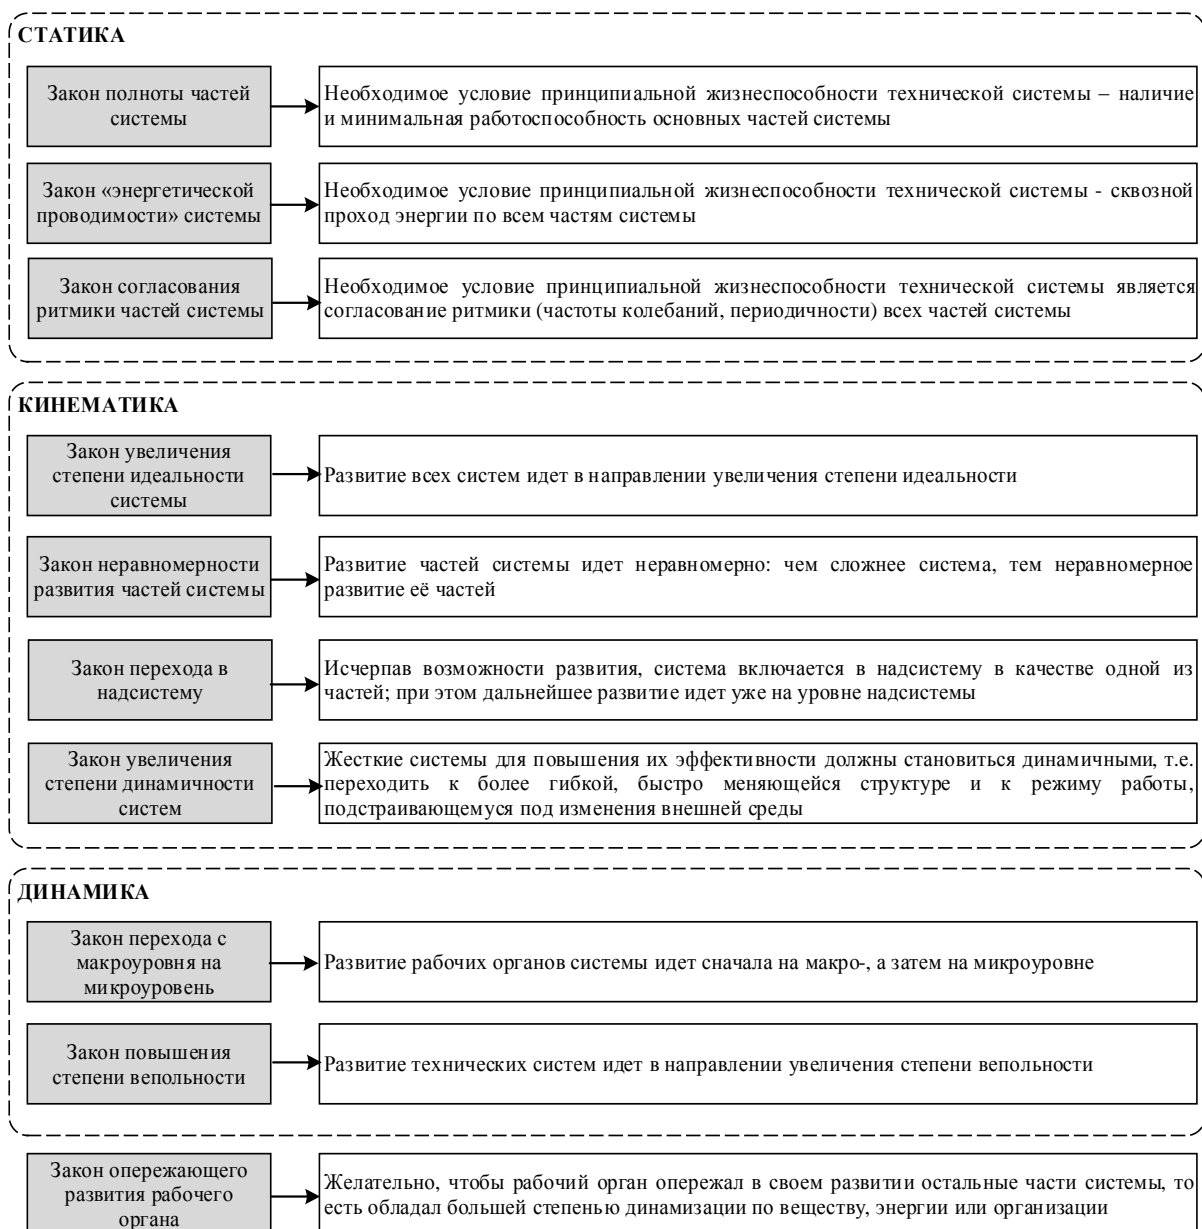 СТАТИКА
Закон полноты частей
системы
Необходимое условие принципиальной жизнеспособности технической системы – наличие
и минимальная работоспособность основных частей системы
Закон «энергетической
проводимости» системы
Необходимое условие принципиальной жизнеспособности технической системы - сквозной
проход энергии по всем частям системы
Закон согласования
ритмики частей системы
Необходимое условие принципиальной жизнеспособности технической системы является
согласование ритмики (частоты колебаний, периодичности) всех частей системы
КИНЕМАТИКА
Закон увеличения
степени идеальности
системы
Развитие всех систем идет в направлении увеличения степени идеальности
Закон неравномерности
развития частей системы
Развитие частей системы идет неравномерно: чем сложнее система, тем неравномерное
развитие её частей
Закон перехода в
надсистему
Исчерпав возможности развития, система включается в надсистему в качестве одной из
частей; при этом дальнейшее развитие идет уже на уровне надсистемы
Закон увеличения
степени динамичности
систем
Жесткие системы для повышения их эффективности должны становиться динамичными, т.е.
переходить к более гибкой, быстро меняющейся структуре и к режиму работы,
подстраивающемуся под изменения внешней среды
ДИНАМИКА
Закон перехода с
макроуровня на
микроуровень
Развитие рабочих органов системы идет сначала на макро-, а затем на микроуровне
Закон повышения
степени вепольности
Развитие технических систем идет в направлении увеличения степени вепольности
Закон опережающего
развития рабочего
органа
Желательно, чтобы рабочий орган опережал в своем развитии остальные части системы, то
есть обладал большей степенью динамизации по веществу, энергии или организации